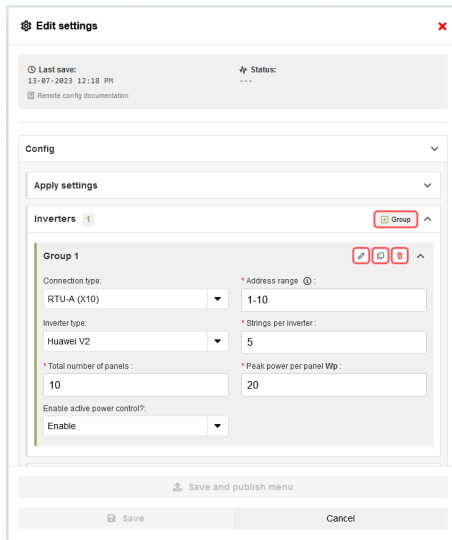 Edit settings
Last save: Status:
13-07-2023 12:18 PM ---
Remote config documentation
Config
Apply settings
Inverters 1 Group
Group 1
Connection type: * Address range :
RTU-A (X10) 1-10
Inverter type: * Strings per inverter :
Huawei V2 5
* Total number of panels : * Peak power per panel Wp :
10 20
Enable active power control?:
Enable
Save and publish menu
Save Cancel